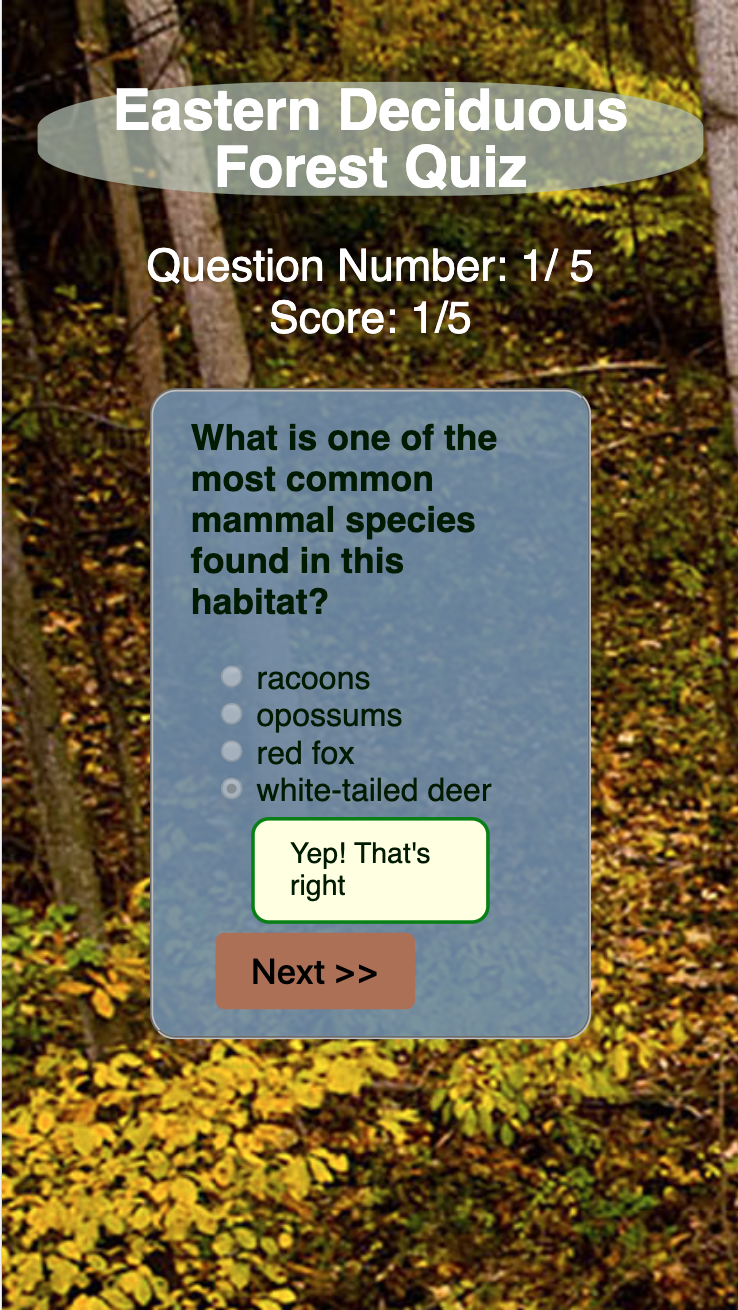 Eastern Deciduous
Forest Quiz
Question Number: 1/ 5
Score: 1/5
What is one of the
most common
mammal species
found in this
habitat?
racoons
opossums
red fox
white-tailed deer
Yep! That's
right
Next >>